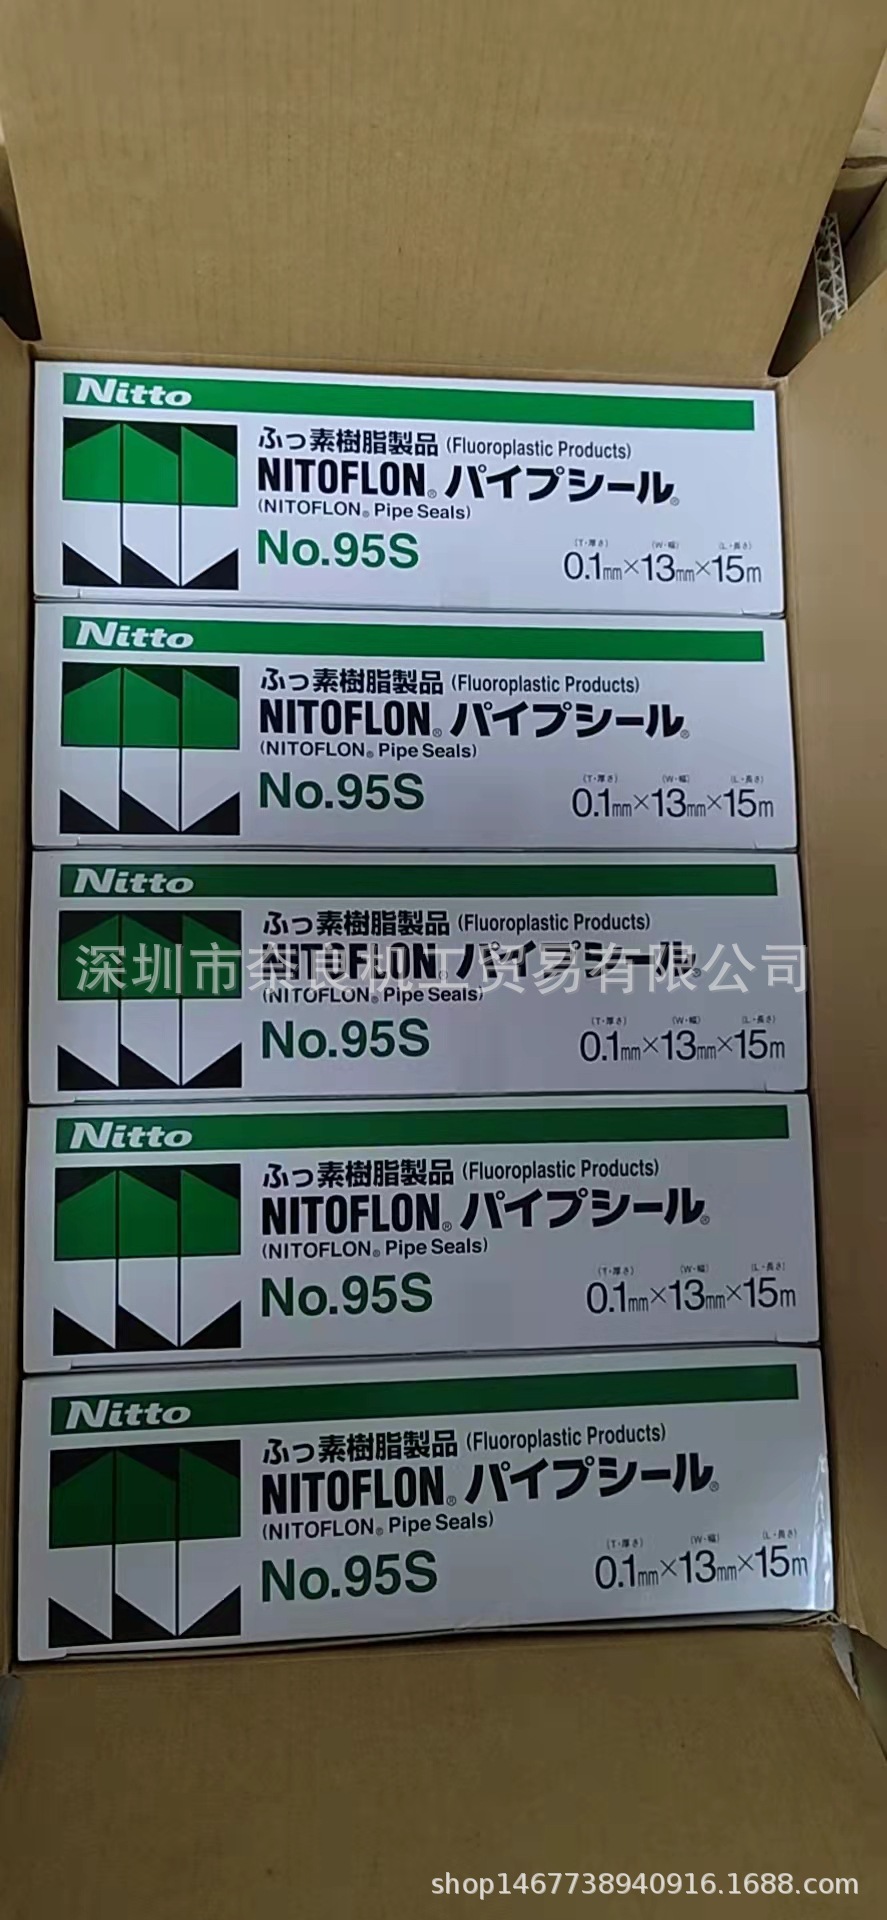 Nitto
ふっ素樹脂製品 (Fluoroplastic Products)
NITOFLON® パイプシール®
(NITOFLON® Pipe Seals)
No.95S
(T・厚さ) (W・幅) (L・長さ)
0.1mm×13mm×15m
Nitto
ふっ素樹脂製品 (Fluoroplastic Products)
NITOFLON® パイプシール®
(NITOFLON® Pipe Seals)
No.95S
(T・厚さ) (W・幅) (L・長さ)
0.1mm×13mm×15m
Nitto
ふっ素樹脂製品 (Fluoroplastic Products)
NITOFLON® パイプシール®
深圳市奈良机工贸易有限公司
(NITOFLON® Pipe Seals)
No.95S
(T・厚さ) (W・幅) (L・長さ)
0.1mm×13mm×15m
Nitto
ふっ素樹脂製品 (Fluoroplastic Products)
NITOFLON® パイプシール®
(NITOFLON® Pipe Seals)
No.95S
(T・厚さ) (W・幅) (L・長さ)
0.1mm×13mm×15m
Nitto
ふっ素樹脂製品 (Fluoroplastic Products)
NITOFLON® パイプシール®
(NITOFLON® Pipe Seals)
No.95S
(T・厚さ) (W・幅) (L・長さ)
0.1mm×13mm×15m
shop1467738940916.1688.com